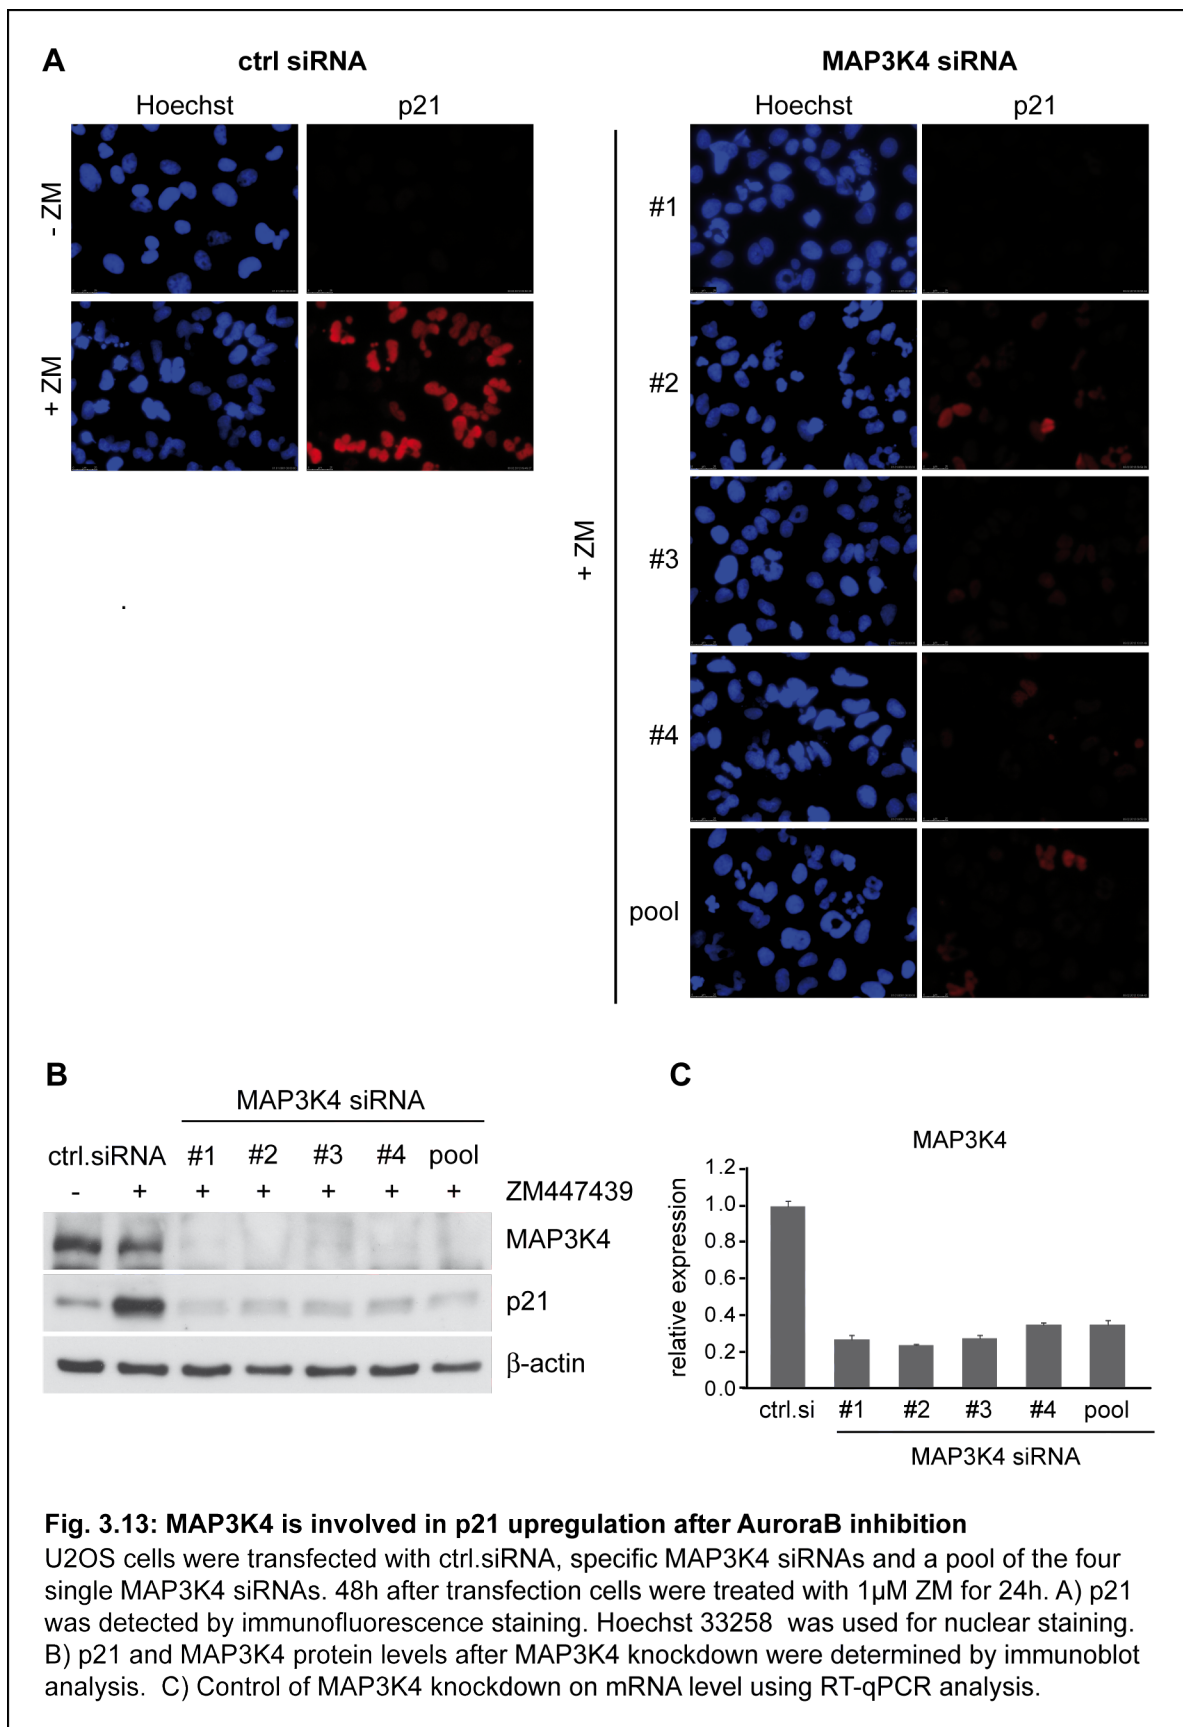 A
ctrl siRNA
MAP3K4 siRNA
Hoechst p21
Hoechst p21
- ZM
+ ZM
+ ZM
#1
#2
#3
#4
pool
B
MAP3K4 siRNA
ctrl.siRNA #1 #2 #3 #4 pool
- + + + + + + ZM447439
MAP3K4
p21
β-actin
C
MAP3K4
relative expression
1.2
1.0
0.8
0.6
0.4
0.2
0.0
ctrl.si #1 #2 #3 #4 pool
MAP3K4 siRNA
Fig. 3.13: MAP3K4 is involved in p21 upregulation after AuroraB inhibition
U2OS cells were transfected with ctrl.siRNA, specific MAP3K4 siRNAs and a pool of the four
single MAP3K4 siRNAs. 48h after transfection cells were treated with 1µM ZM for 24h. A) p21
was detected by immunofluorescence staining. Hoechst 33258 was used for nuclear staining.
B) p21 and MAP3K4 protein levels after MAP3K4 knockdown were determined by immunoblot
analysis. C) Control of MAP3K4 knockdown on mRNA level using RT-qPCR analysis.